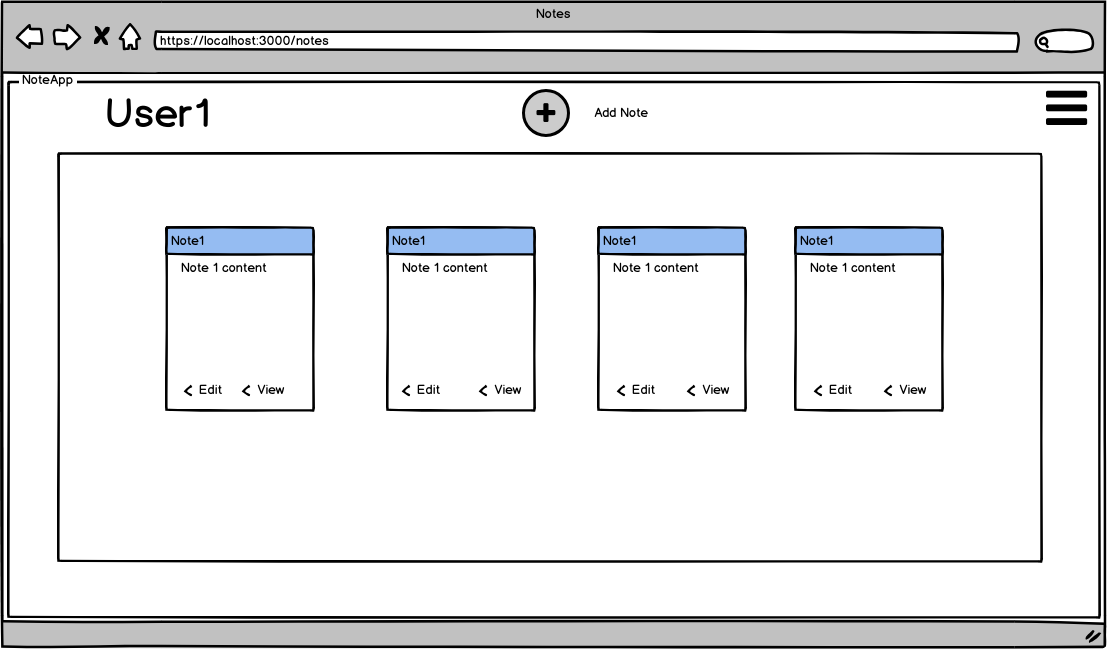 Notes
https://localhost:3000/notes
NoteApp
User1
Add Note
Note1 Note1 Note1 Note1
Note 1 content Note 1 content Note 1 content Note 1 content
Edit View Edit View Edit View Edit View